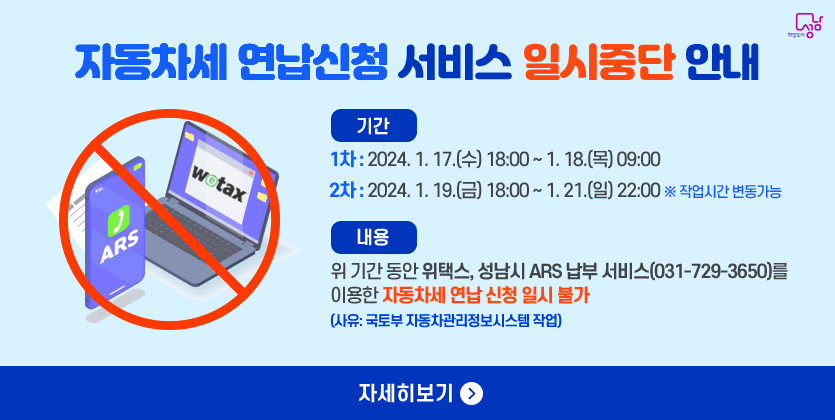 성남
자동차세 연납신청 서비스 일시중단 안내
기간
1차 : 2024. 1. 17.(수) 18:00 ~ 1. 18.(목) 09:00
2차 : 2024. 1. 19.(금) 18:00 ~ 1. 21.(일) 22:00 ※ 작업시간 변동가능
wetax
ARS
내용
위 기간 동안 위택스, 성남시 ARS 납부 서비스(031-729-3650)를
이용한 자동차세 연납 신청 일시 불가
(사유: 국토부 자동차관리정보시스템 작업)
자세히보기